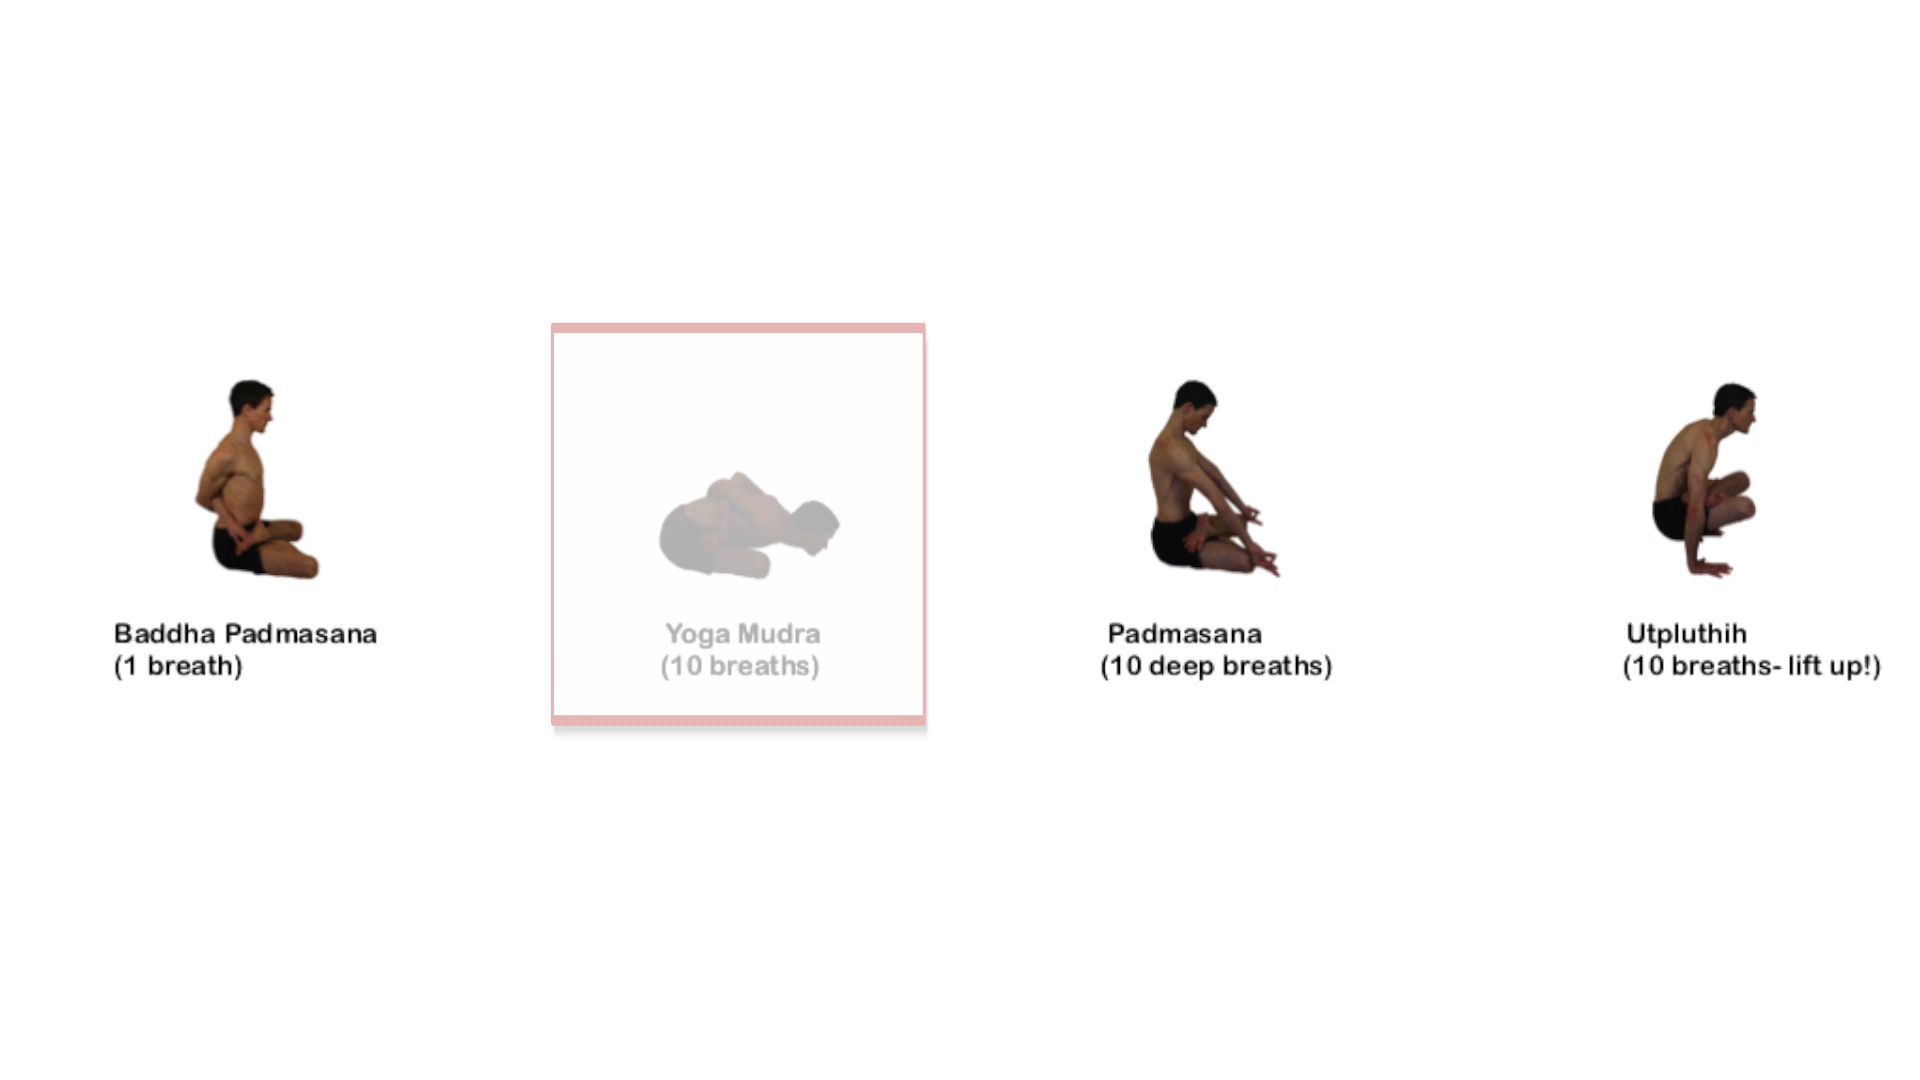 Baddha Padmasana
(1 breath)
Yoga Mudra
(10 breaths)
Padmasana
(10 deep breaths)
Utpluthih
(10 breaths- lift up!)